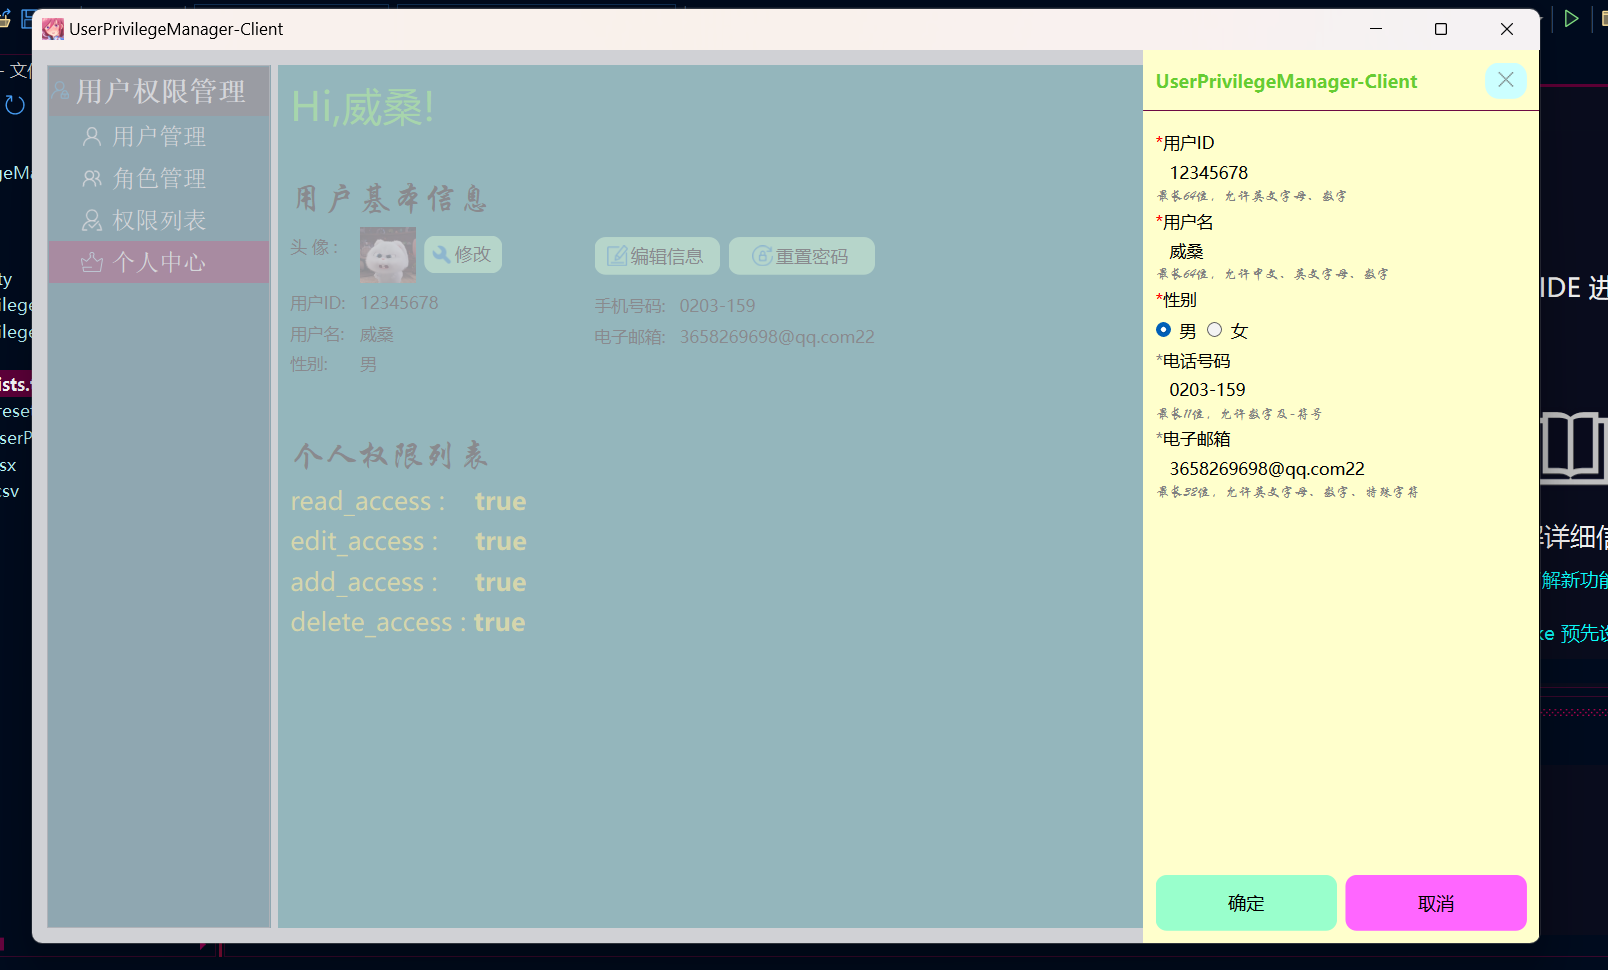 UserPrivilegeManager-Client
用户权限管理
用户管理
角色管理
权限列表
个人中心
Hi,威桑!
用户基本信息
头像：
修改
编辑信息
重置密码
用户ID: 12345678
手机号码: 0203-159
用户名: 威桑
电子邮箱: 3658269698@qq.com22
性别: 男
个人权限列表
read_access : true
edit_access : true
add_access : true
delete_access : true
UserPrivilegeManager-Client
*用户ID
12345678
最长64位，允许英文字母、数字
*用户名
威桑
最长64位，允许中文、英文字母、数字
*性别
男 女
*电话号码
0203-159
最长11位，允许数字及-符号
*电子邮箱
3658269698@qq.com22
最长32位，允许英文字母、数字、特殊字符
确定
取消
- 文
geMa
ty
ilege
ilege
ists.
rese
serP
sx
csv
IDE 进
详细信
解新功能
ke 预先设